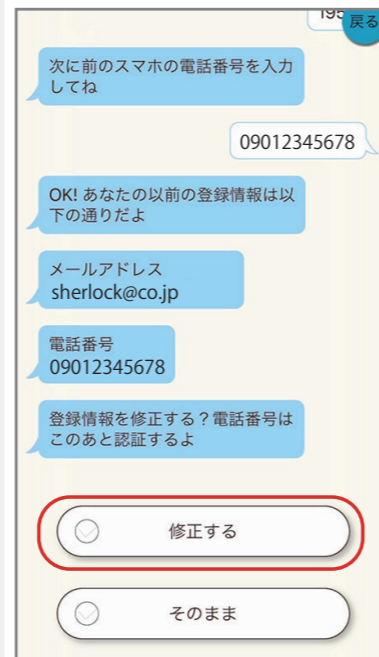 195
戻る
次に前のスマホの電話番号を入力
してね
09012345678
OK! あなたの以前の登録情報は以
下の通りだよ
メールアドレス
sherlock@co.jp
電話番号
09012345678
登録情報を修正する？電話番号は
このあと認証するよ
修正する
そのまま